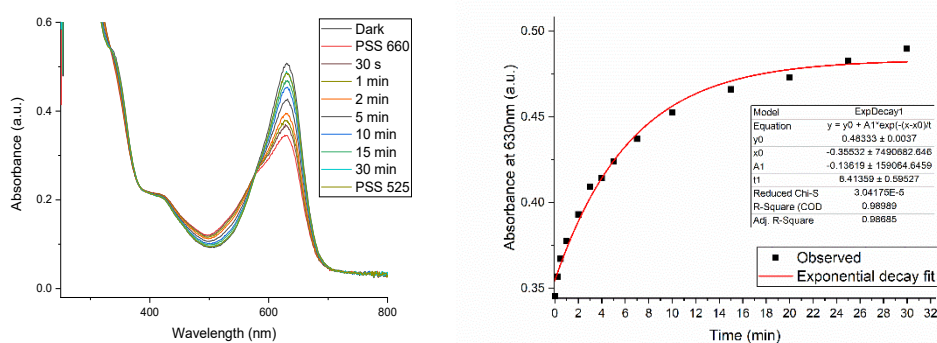 0.6
0.4
0.2
0.0
400
600
800
Absorbance (a.u.)
Wavelength (nm)
Dark
PSS 660
30 s
1 min
2 min
5 min
10 min
15 min
30 min
PSS 525
0.50
0.45
0.40
0.35
0 2 4 6 8 10 12 14 16 18 20 22 24 26 28 30 32
Absorbance at 630nm (a.u.)
Time (min)
Model ExpDecay1
Equation y = y0 + A1*exp(-(x-x0)/t
y0 0.48333 ± 0.0037
x0 -0.35532 ± 7490682.646
A1 -0.13619 ± 159064.6459
t1 6.41359 ± 0.59527
Reduced Chi-S 3.04175E-5
R-Square (COD 0.98989
Adj. R-Square 0.98685
Observed
Exponential decay fit